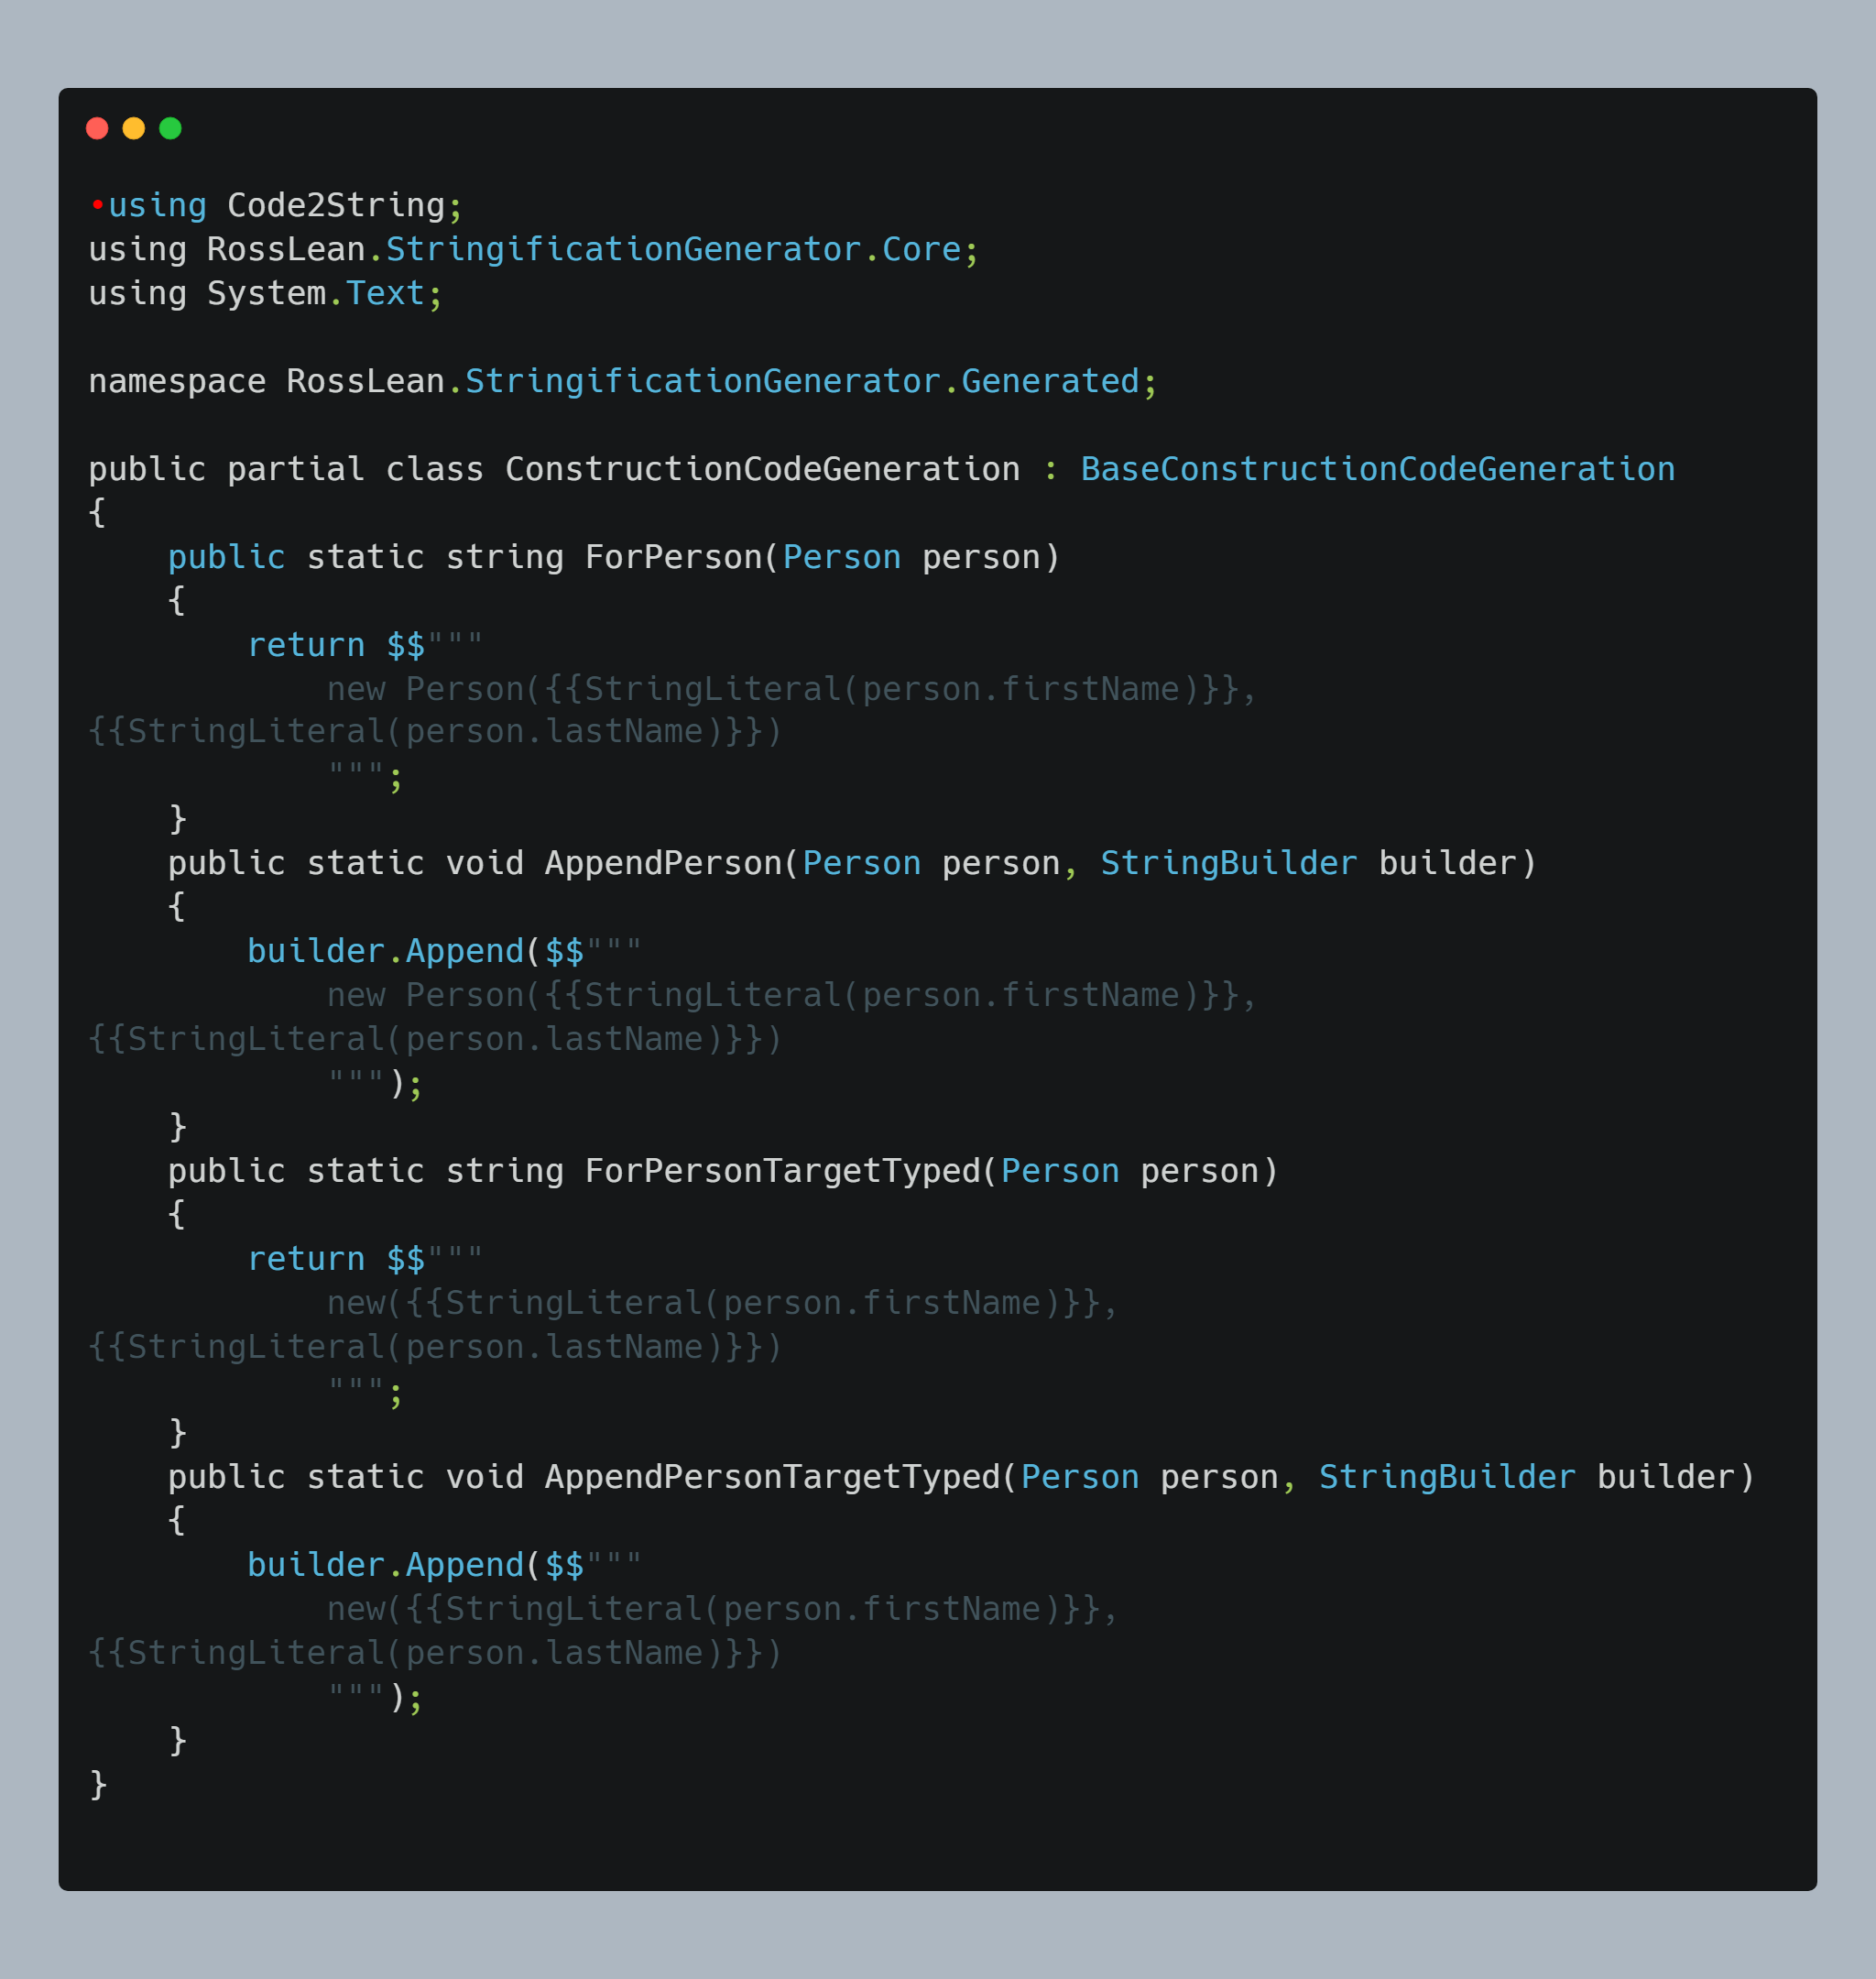 •using Code2String;
using RossLean.StringificationGenerator.Core;
using System.Text;

namespace RossLean.StringificationGenerator.Generated;

public partial class ConstructionCodeGeneration : BaseConstructionCodeGeneration
{
    public static string ForPerson(Person person)
    {
        return $$"""
            new Person({{StringLiteral(person.firstName)}},
{{StringLiteral(person.lastName)}})
            """;
    }
    public static void AppendPerson(Person person, StringBuilder builder)
    {
        builder.Append($$"""
            new Person({{StringLiteral(person.firstName)}},
{{StringLiteral(person.lastName)}})
            """);
    }
    public static string ForPersonTargetTyped(Person person)
    {
        return $$"""
            new({{StringLiteral(person.firstName)}},
{{StringLiteral(person.lastName)}})
            """;
    }
    public static void AppendPersonTargetTyped(Person person, StringBuilder builder)
    {
        builder.Append($$"""
            new({{StringLiteral(person.firstName)}},
{{StringLiteral(person.lastName)}})
            """);
    }
}